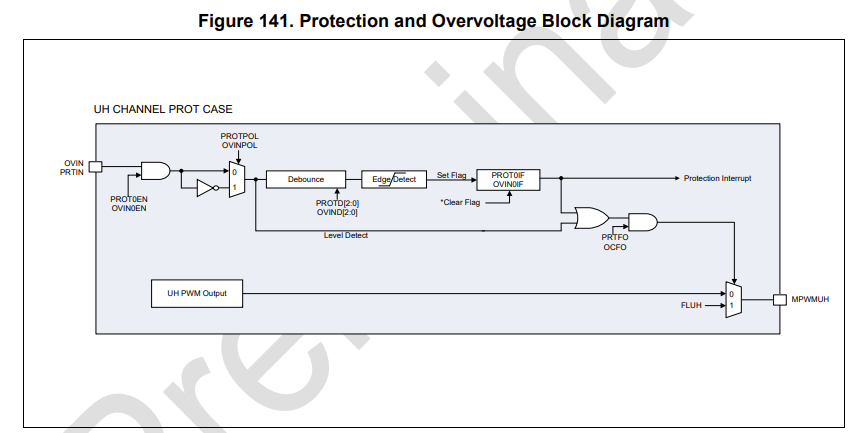 Figure 141. Protection and Overvoltage Block Diagram
UH CHANNEL PROT CASE
PROTPOL
OVINPOL
OVIN
PRTIN
0
1
PROT0EN
OVIN0EN
Debounce
PROTD[2:0]
OVIND[2:0]
Edge Detect
Set Flag
*Clear Flag
PROT0IF
OVIN0IF
Protection Interrupt
Level Detect
PRTFO
OCFO
UH PWM Output
FLUH
0
1
MPWMUH
Prelimina